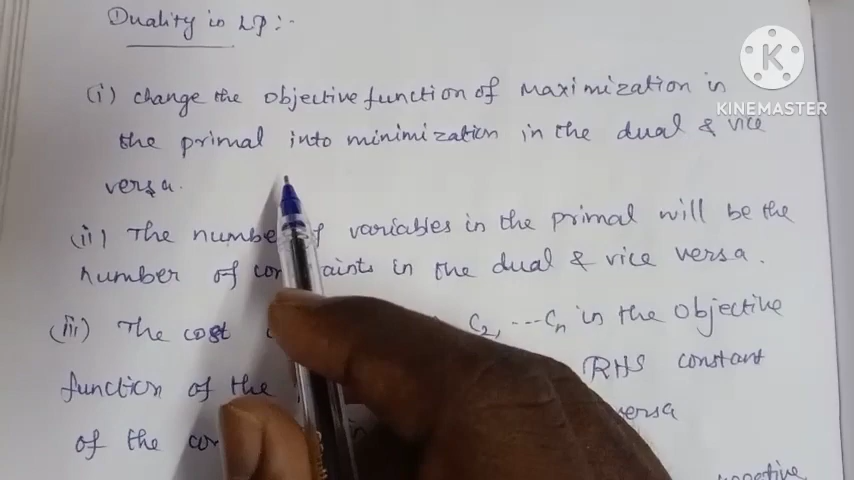 Duality in LP:-
(i) change the objective function of Maximization in
the primal into minimization in the dual & vice
versa.
(ii) The number of variables in the primal will be the
number of constraints in the dual & vice versa.
(iii) The cost C2, ---Cn in the objective
function of the RHS constant
of the versa
negative
K
KINEMASTER